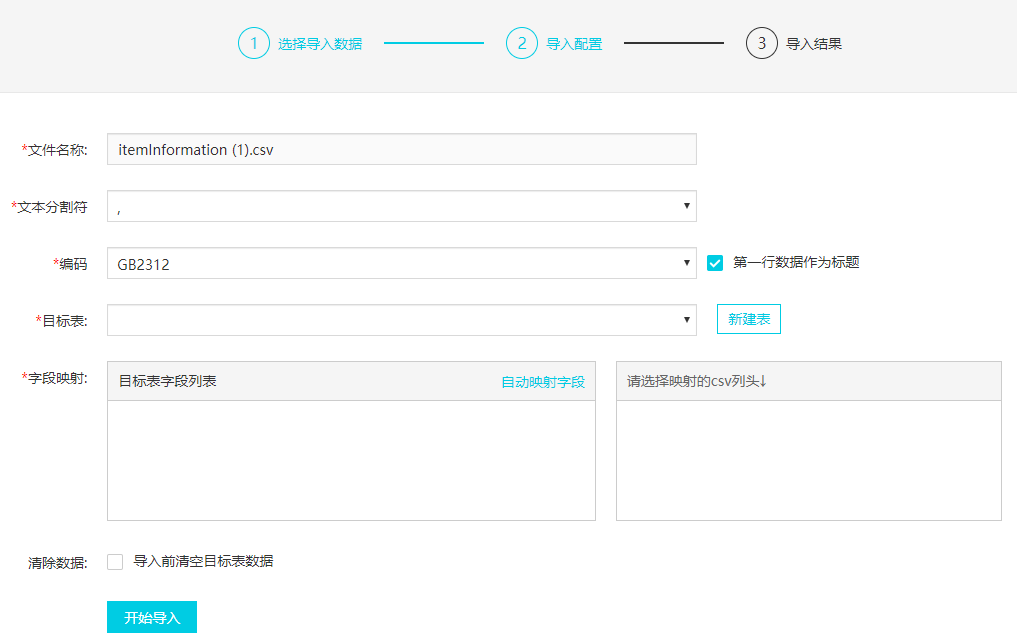 1 选择导入数据 2 导入配置 3 导入结果
*文件名称: itemInformation (1).csv
*文本分割符 ,
*编码 GB2312 第一行数据作为标题
*目标表: 新建表
*字段映射: 目标表字段列表 自动映射字段 请选择映射的csv列头↓
清除数据: 导入前清空目标表数据
开始导入